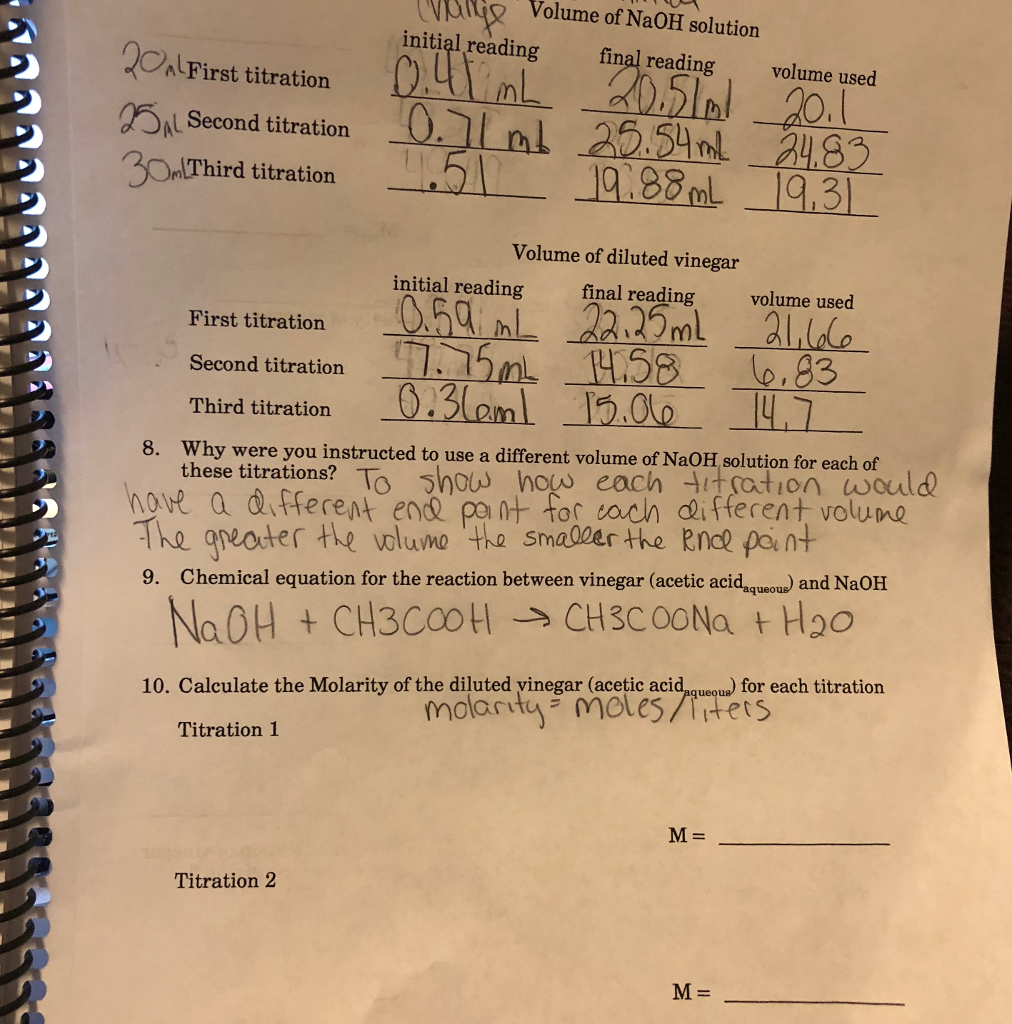 Change Volume of NaOH solution
initial reading final reading volume used
20mL First titration 0.41 mL 20.51ml 20.1
25mL Second titration 0.71 mL 25.54mL 24.83
30mL Third titration .51 19.88mL 19.31
Volume of diluted vinegar
initial reading final reading volume used
First titration 0.59 mL 22.25mL 21.66
Second titration 7.75mL 14.58 6.83
Third titration 0.36ml 15.06 14.7
8. Why were you instructed to use a different volume of NaOH solution for each of
these titrations? To show how each titration would
have a different end point for each different volume
The greater the volume the smaller the end point
9. Chemical equation for the reaction between vinegar (acetic acid aqueous) and NaOH
NaOH + CH3COOH → CH3COONa + H2O
10. Calculate the Molarity of the diluted vinegar (acetic acid aqueous) for each titration
molarity = moles/liters
Titration 1
M =
Titration 2
M =